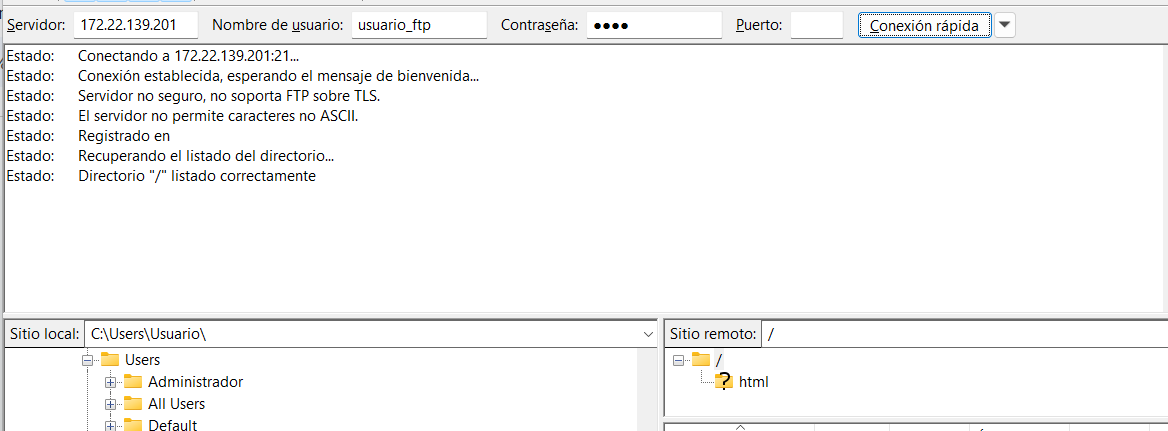 Servidor: 172.22.139.201 Nombre de usuario: usuario_ftp Contraseña: ●●●● Puerto: Conexión rápida
Estado: Conectando a 172.22.139.201:21...
Estado: Conexión establecida, esperando el mensaje de bienvenida...
Estado: Servidor no seguro, no soporta FTP sobre TLS.
Estado: El servidor no permite caracteres no ASCII.
Estado: Registrado en
Estado: Recuperando el listado del directorio...
Estado: Directorio "/" listado correctamente
Sitio local: C:\Users\Usuario\
Users
Administrador
All Users
Default
Sitio remoto: /
/
? html